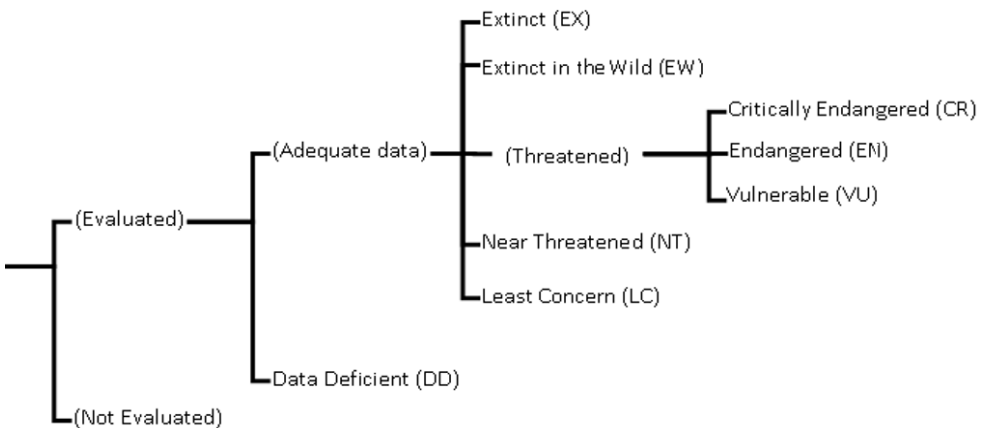 Extinct (EX)
Extinct in the Wild (EW)
Critically Endangered (CR)
(Adequate data)
(Threatened)
Endangered (EN)
Vulnerable (VU)
(Evaluated)
Near Threatened (NT)
Least Concern (LC)
Data Deficient (DD)
(Not Evaluated)